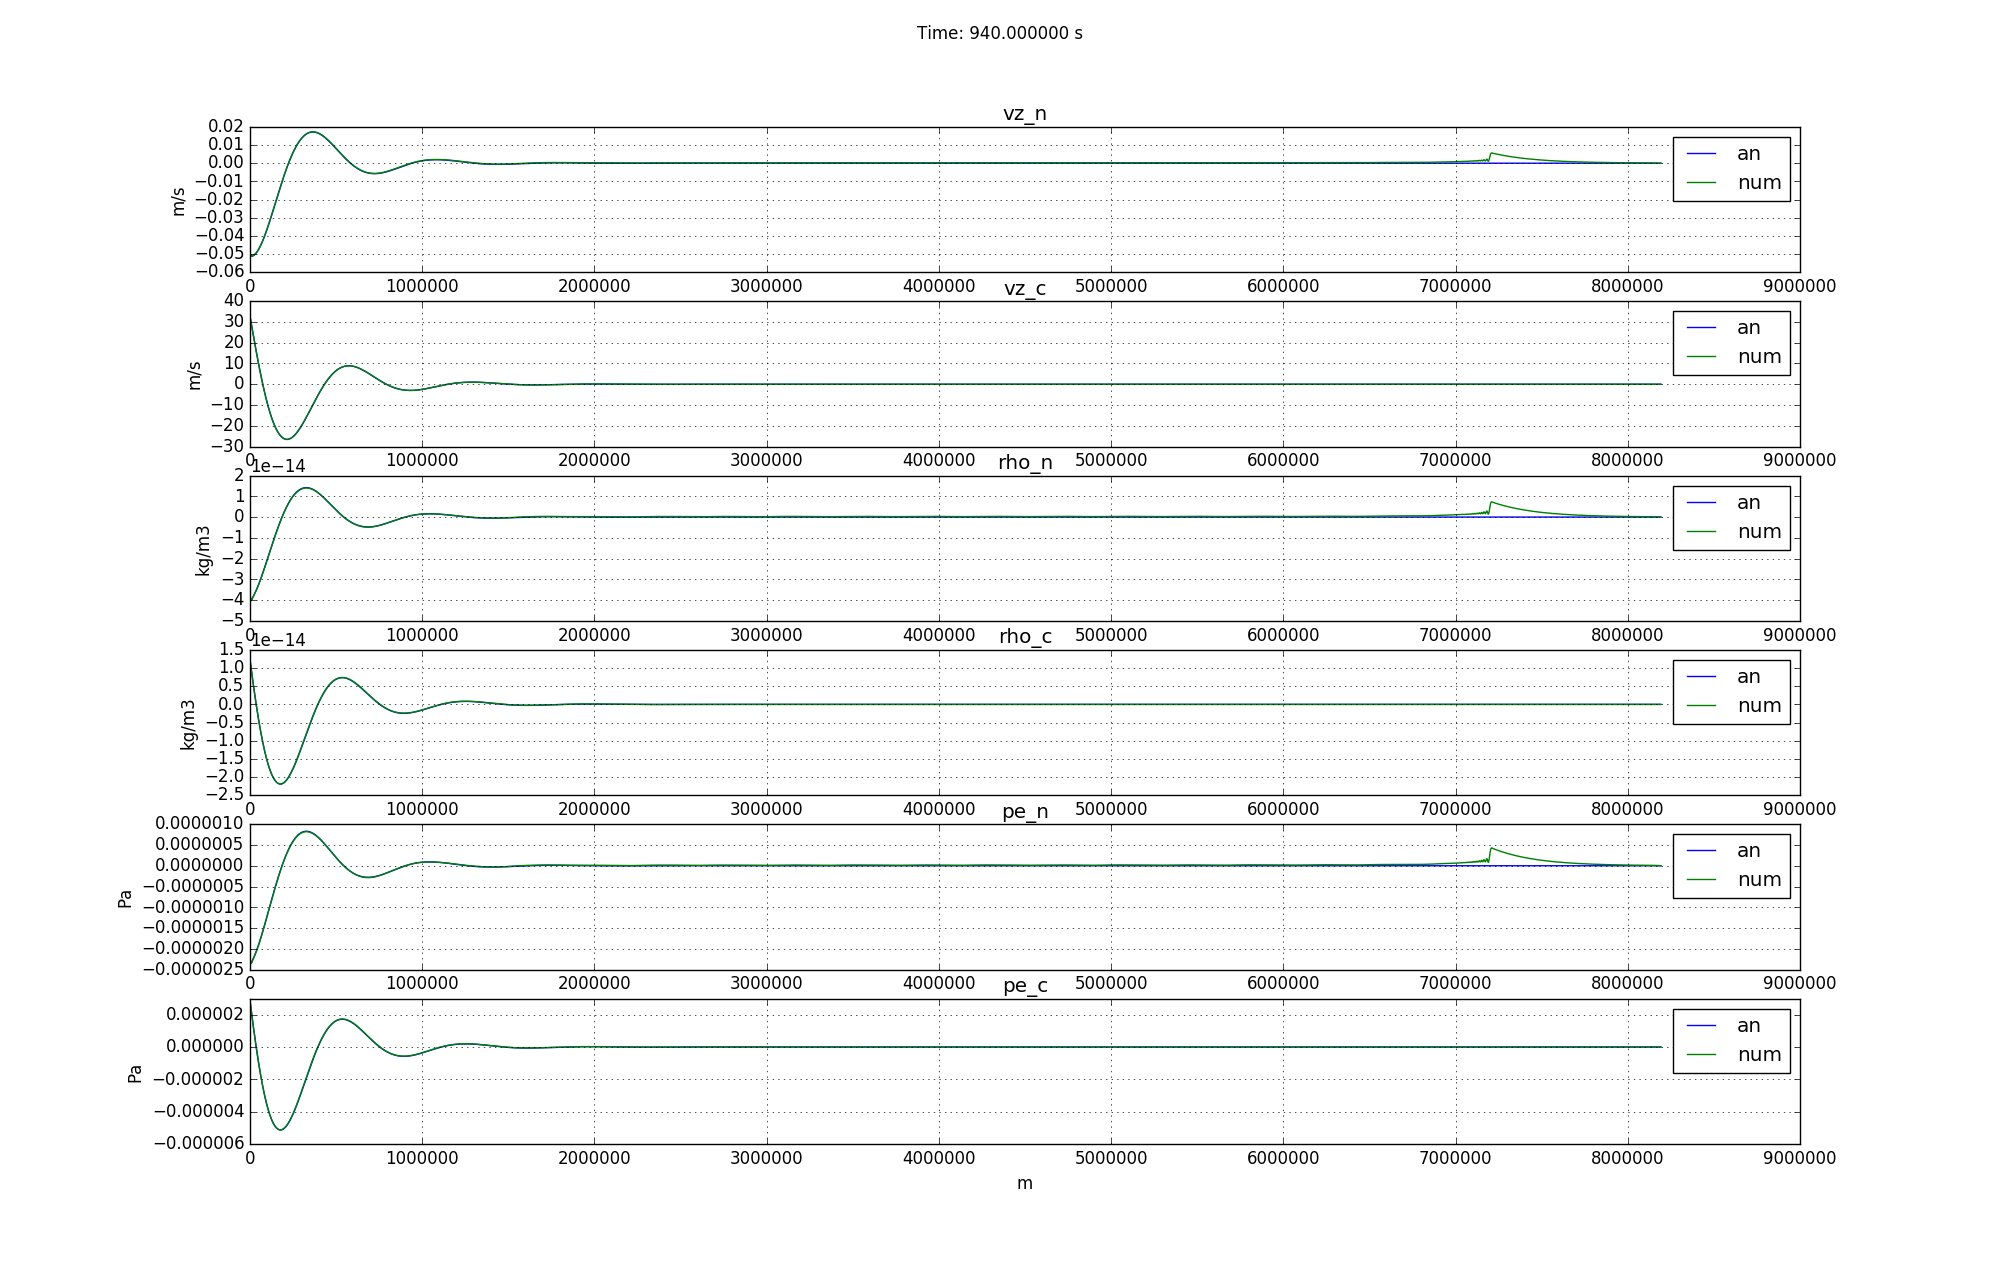 Time: 940.000000 s
vz_n
0.02
0.01
0.00
−0.01
−0.02
−0.03
−0.04
−0.05
−0.06
m/s
an
num
0 1000000 2000000 3000000 4000000 5000000 6000000 7000000 8000000 9000000
vz_c
40
30
20
10
0
−10
−20
−30
m/s
an
num
0 1000000 2000000 3000000 4000000 5000000 6000000 7000000 8000000 9000000
1e−14
rho_n
2
1
0
−1
−2
−3
−4
−5
kg/m3
an
num
0 1000000 2000000 3000000 4000000 5000000 6000000 7000000 8000000 9000000
1e−14
rho_c
1.5
1.0
0.5
0.0
−0.5
−1.0
−1.5
−2.0
−2.5
kg/m3
an
num
0 1000000 2000000 3000000 4000000 5000000 6000000 7000000 8000000 9000000
pe_n
0.0000010
0.0000005
0.0000000
−0.0000005
−0.0000010
−0.0000015
−0.0000020
−0.0000025
Pa
an
num
0 1000000 2000000 3000000 4000000 5000000 6000000 7000000 8000000 9000000
pe_c
0.000002
0.000000
−0.000002
−0.000004
−0.000006
Pa
an
num
0 1000000 2000000 3000000 4000000 5000000 6000000 7000000 8000000 9000000
m